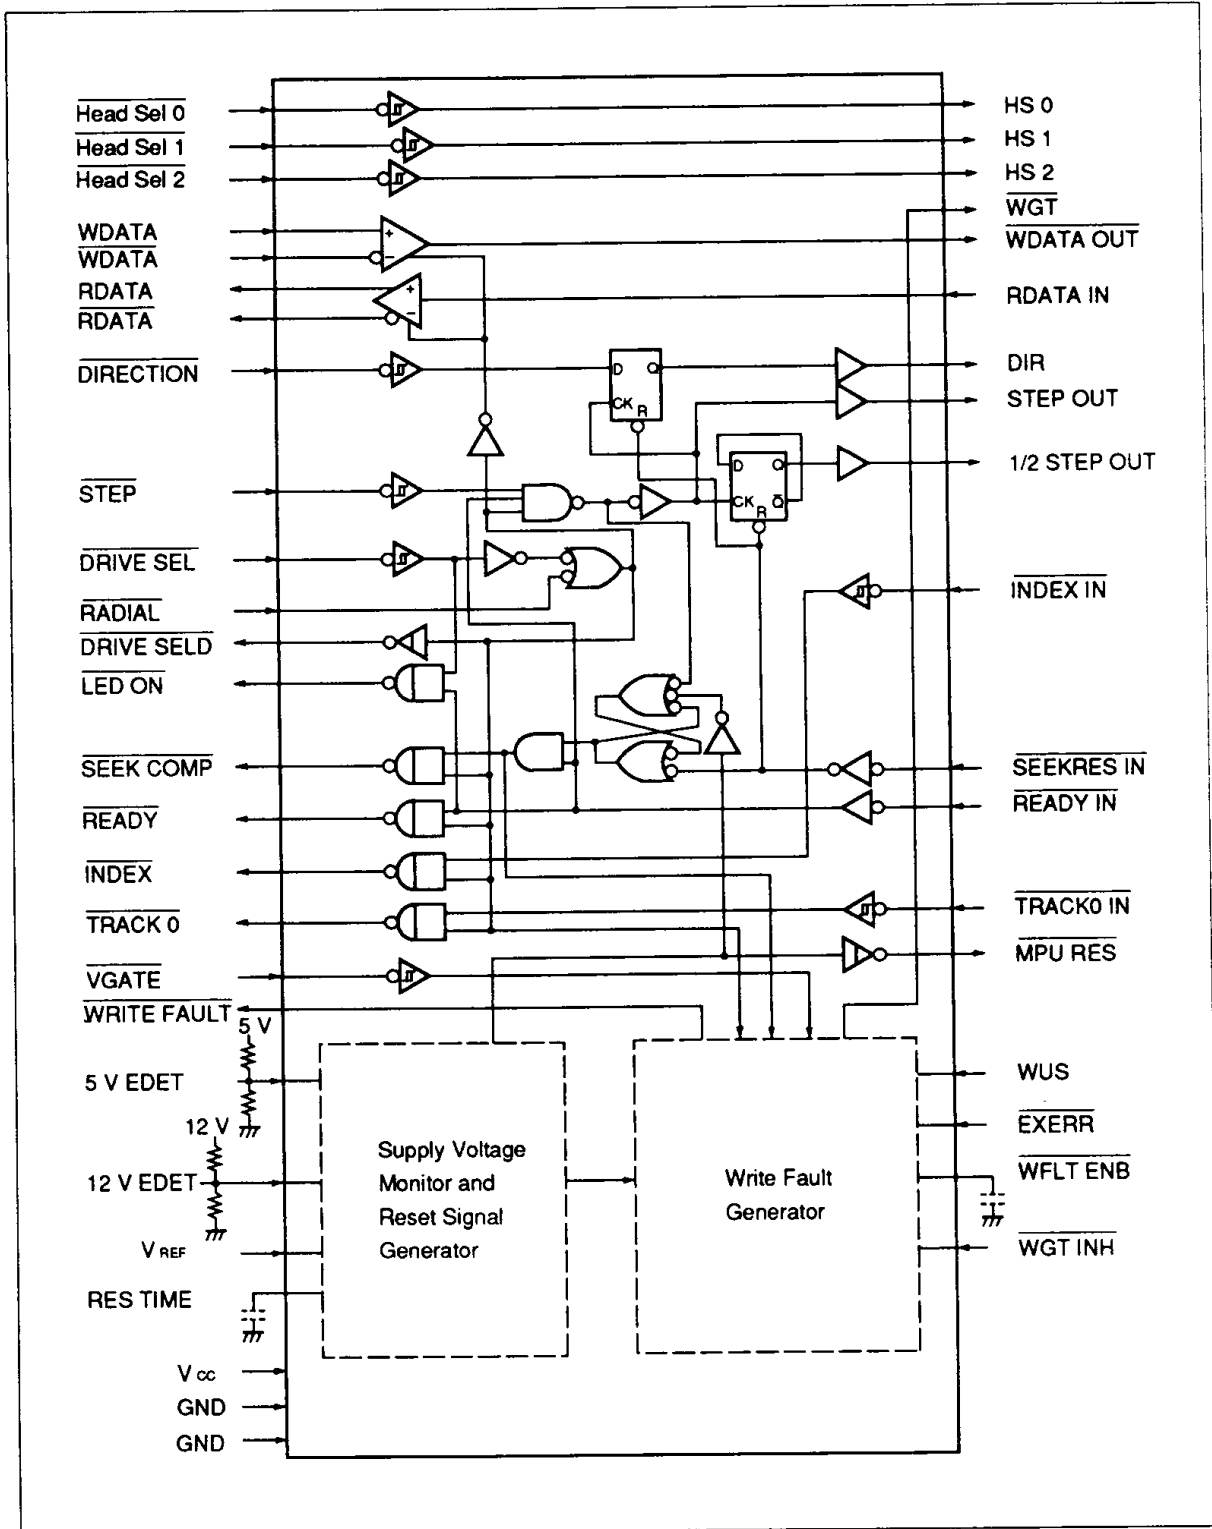 Head Sel 0
Head Sel 1
Head Sel 2
WDATA
WDATA
RDATA
RDATA
DIRECTION
STEP
DRIVE SEL
RADIAL
DRIVE SELD
LED ON
SEEK COMP
READY
INDEX
TRACK 0
VGATE
WRITE FAULT
5 V
5 V EDET
12 V
12 V EDET
V REF
RES TIME
V CC
GND
GND
+
−
+
−
D Q
CK
R
D Q
CK Q
R
Supply Voltage
Monitor and
Reset Signal
Generator
Write Fault
Generator
HS 0
HS 1
HS 2
WGT
WDATA OUT
RDATA IN
DIR
STEP OUT
1/2 STEP OUT
INDEX IN
SEEKRES IN
READY IN
TRACK0 IN
MPU RES
WUS
EXERR
WFLT ENB
WGT INH